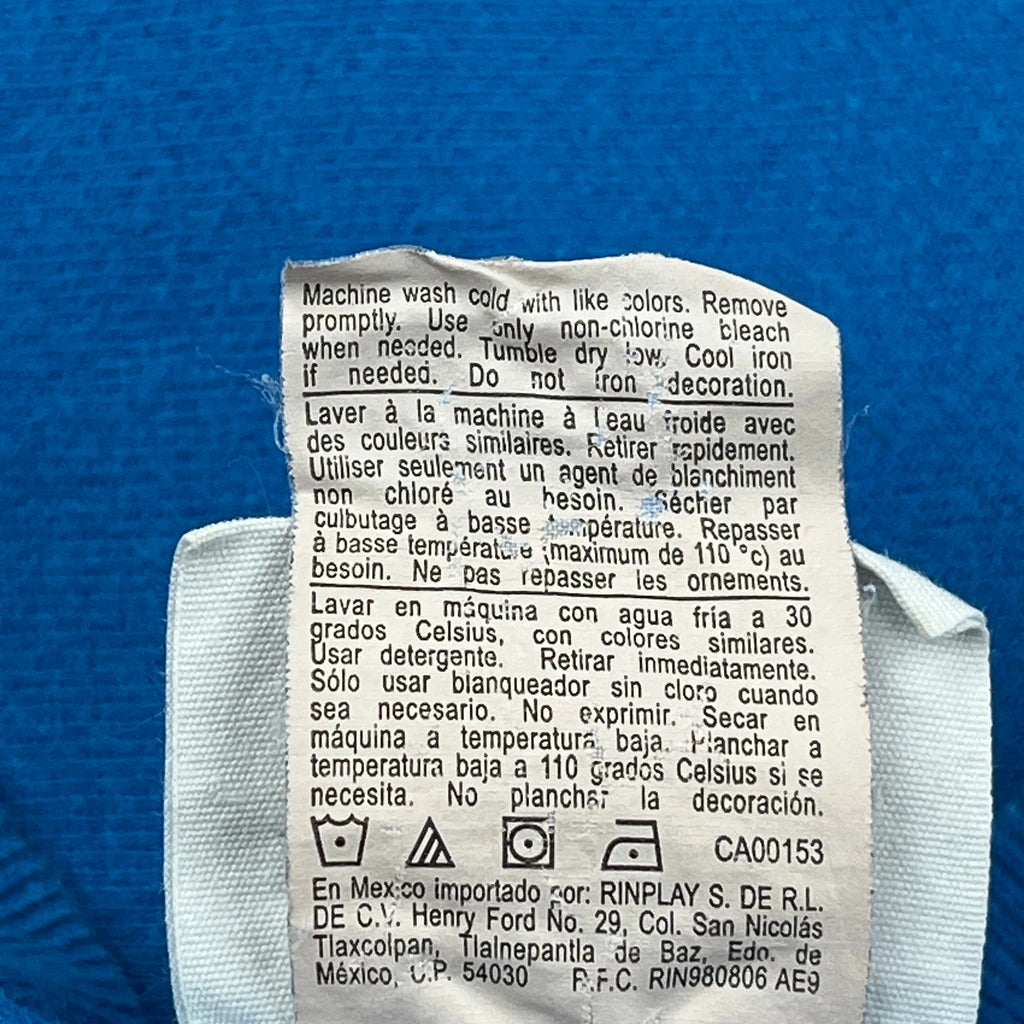 Machine wash cold with like colors. Remove
promptly. Use only non-chlorine bleach
when needed. Tumble dry low. Cool iron
if needed. Do not iron decoration.
Laver à la machine à l'eau froide avec
des couleurs similaires. Retirer rapidement.
Utiliser seulement un agent de blanchiment
non chloré au besoin. Sécher par
culbutage à basse température. Repasser
à basse température (maximum de 110 °c) au
besoin. Ne pas repasser les ornements.
Lavar en máquina con agua fría a 30
grados Celsius, con colores similares.
Usar detergente. Retirar inmediatamente.
Sólo usar blanqueador sin cloro cuando
sea necesario. No exprimir. Secar en
máquina a temperatura baja. Planchar a
temperatura baja a 110 grados Celsius si se
necesita. No planchar la decoración.
CA00153
En Mexico importado por: RINPLAY S. DE R.L.
DE C.V. Henry Ford No. 29, Col. San Nicolás
Tlaxcolpan, Tlalnepantla de Baz, Edo. de
México, C.P. 54030 R.F.C. RIN980806 AE9